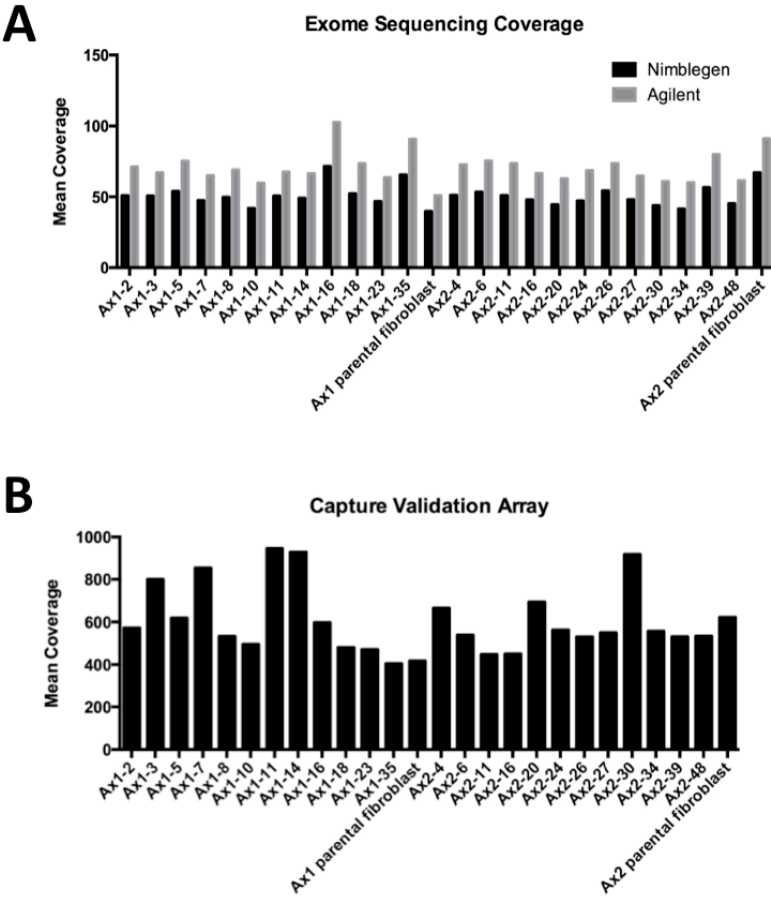 A
Exome Sequencing Coverage
Nimblegen
Agilent
Mean Coverage
150
100
50
0
Ax1-2
Ax1-3
Ax1-5
Ax1-7
Ax1-8
Ax1-10
Ax1-11
Ax1-14
Ax1-16
Ax1-18
Ax1-23
Ax1-35
Ax1 parental fibroblast
Ax2-4
Ax2-6
Ax2-11
Ax2-16
Ax2-20
Ax2-24
Ax2-26
Ax2-27
Ax2-30
Ax2-34
Ax2-39
Ax2-48
Ax2 parental fibroblast
B
Capture Validation Array
Mean Coverage
1000
800
600
400
200
0
Ax1-2
Ax1-3
Ax1-5
Ax1-7
Ax1-8
Ax1-10
Ax1-11
Ax1-14
Ax1-16
Ax1-18
Ax1-23
Ax1-35
Ax1 parental fibroblast
Ax2-4
Ax2-6
Ax2-11
Ax2-16
Ax2-20
Ax2-24
Ax2-26
Ax2-27
Ax2-30
Ax2-34
Ax2-39
Ax2-48
Ax2 parental fibroblast